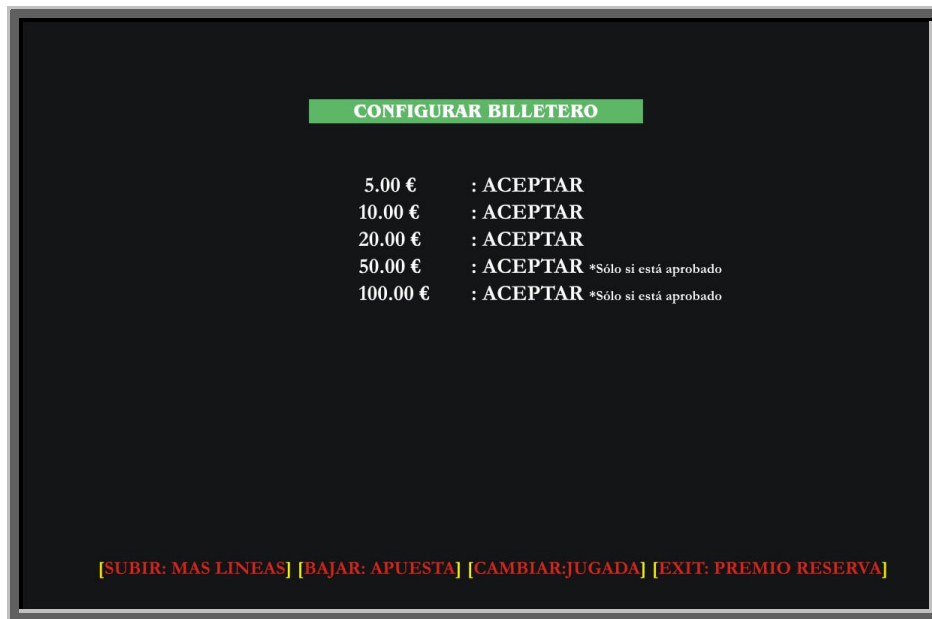 CONFIGURAR BILLETERO
5.00 € : ACEPTAR
10.00 € : ACEPTAR
20.00 € : ACEPTAR
50.00 € : ACEPTAR *Sólo si está aprobado
100.00 € : ACEPTAR *Sólo si está aprobado
[SUBIR: MAS LINEAS] [BAJAR: APUESTA] [CAMBIAR:JUGADA] [EXIT: PREMIO RESERVA]